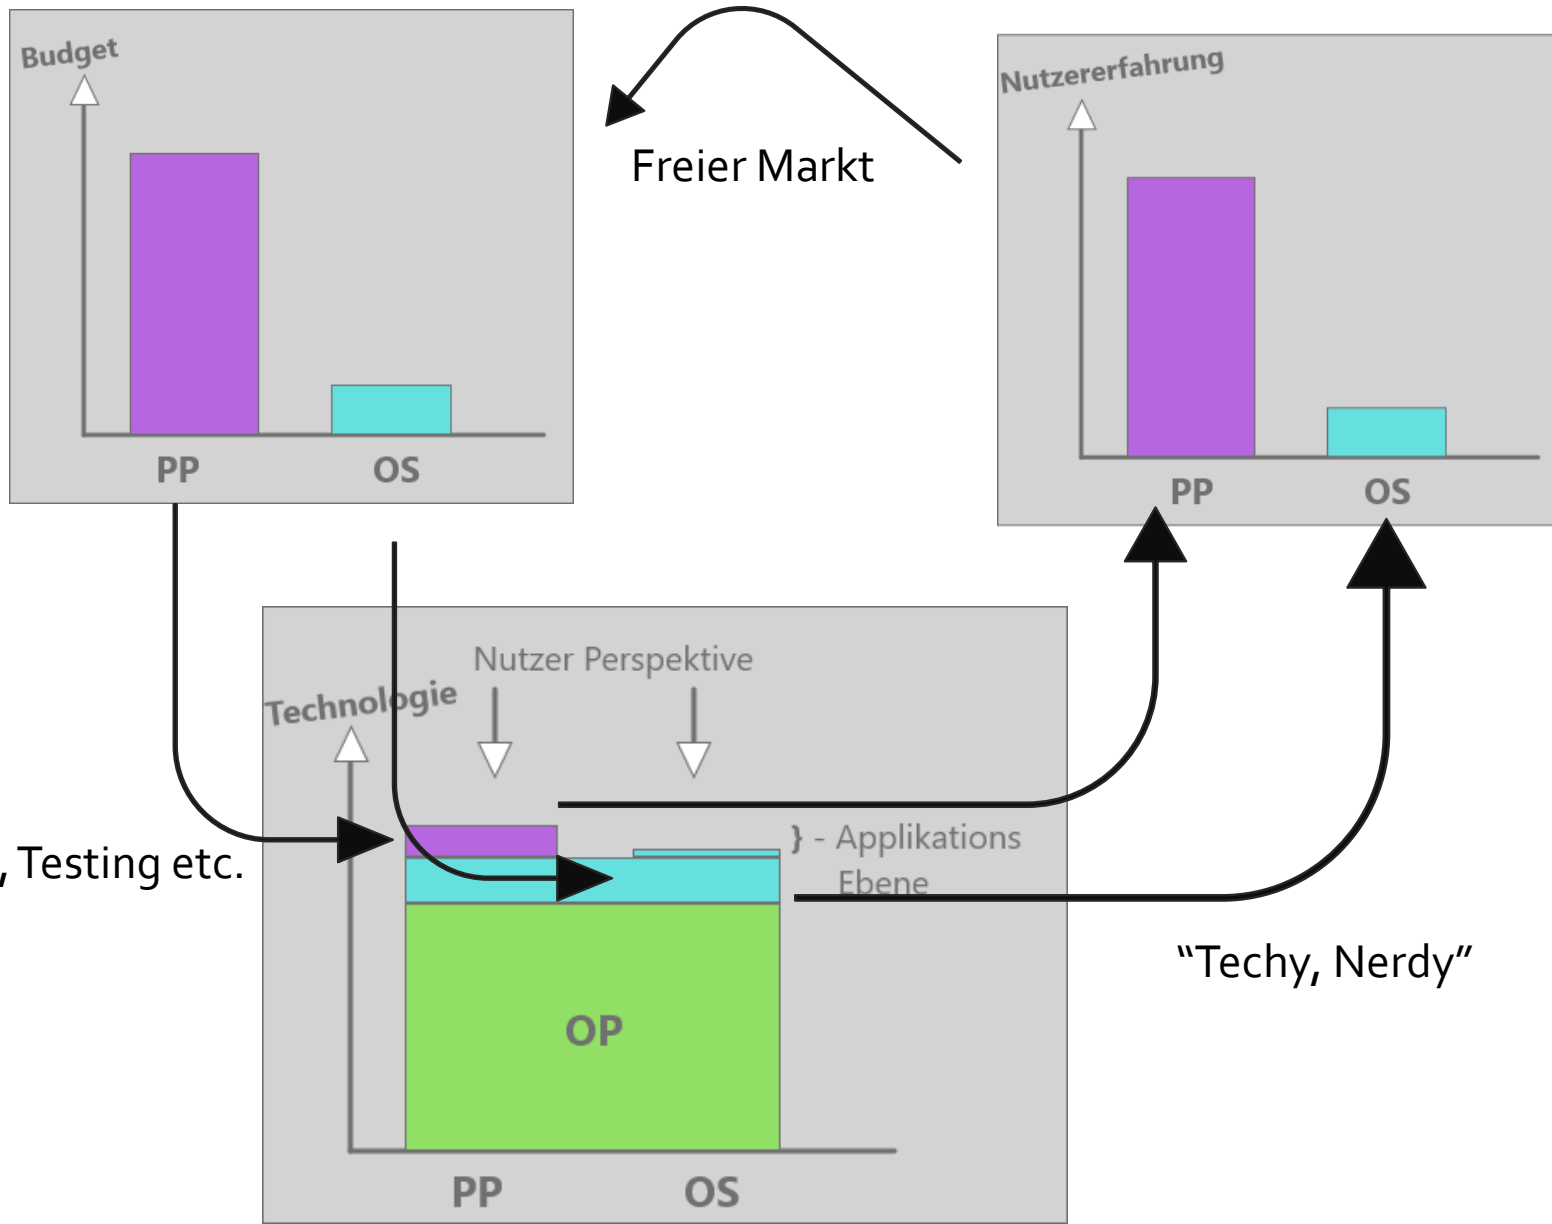 Budget
PP OS
Freier Markt
Nutzererfahrung
PP OS
Nutzer Perspektive
Technologie
} - Applikations
Ebene
, Testing etc.
OP
PP OS
“Techy, Nerdy”